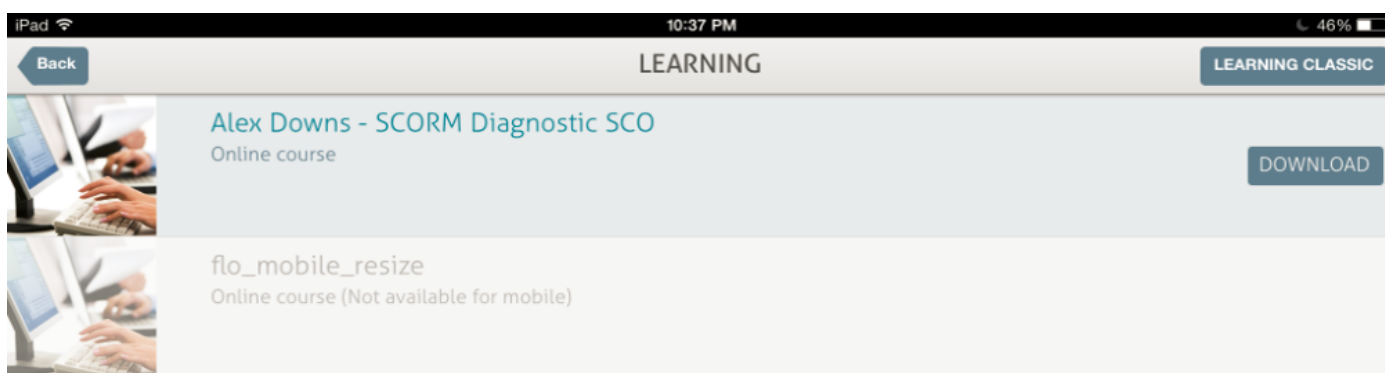 iPad 10:37 PM 46%
Back LEARNING LEARNING CLASSIC
Alex Downs - SCORM Diagnostic SCO
Online course
DOWNLOAD
flo_mobile_resize
Online course (Not available for mobile)